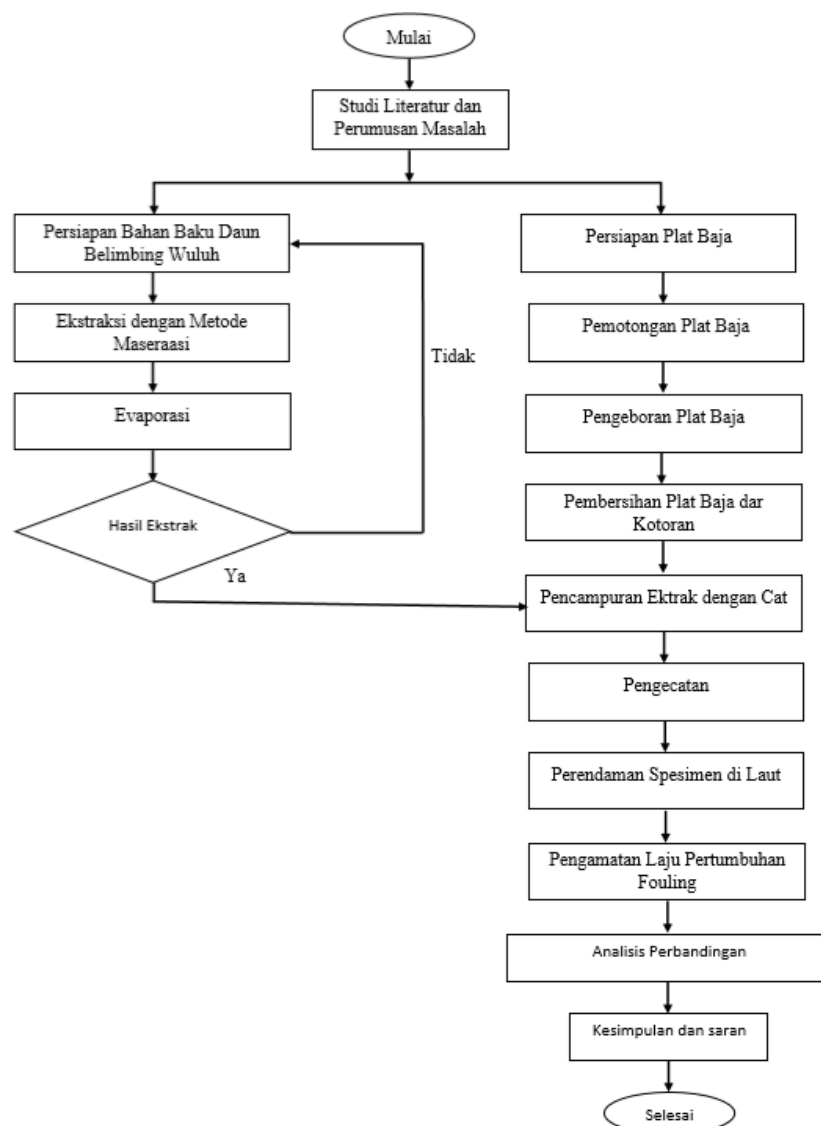 Mulai
Studi Literatur dan
Perumusan Masalah
Persiapan Bahan Baku Daun
Belimbing Wuluh
Ekstraksi dengan Metode
Maseraasi
Evaporasi
Hasil Ekstrak
Tidak
Ya
Persiapan Plat Baja
Pemotongan Plat Baja
Pengeboran Plat Baja
Pembersihan Plat Baja dar
Kotoran
Pencampuran Ektrak dengan Cat
Pengecatan
Perendaman Spesimen di Laut
Pengamatan Laju Pertumbuhan
Fouling
Analisis Perbandingan
Kesimpulan dan saran
Selesai